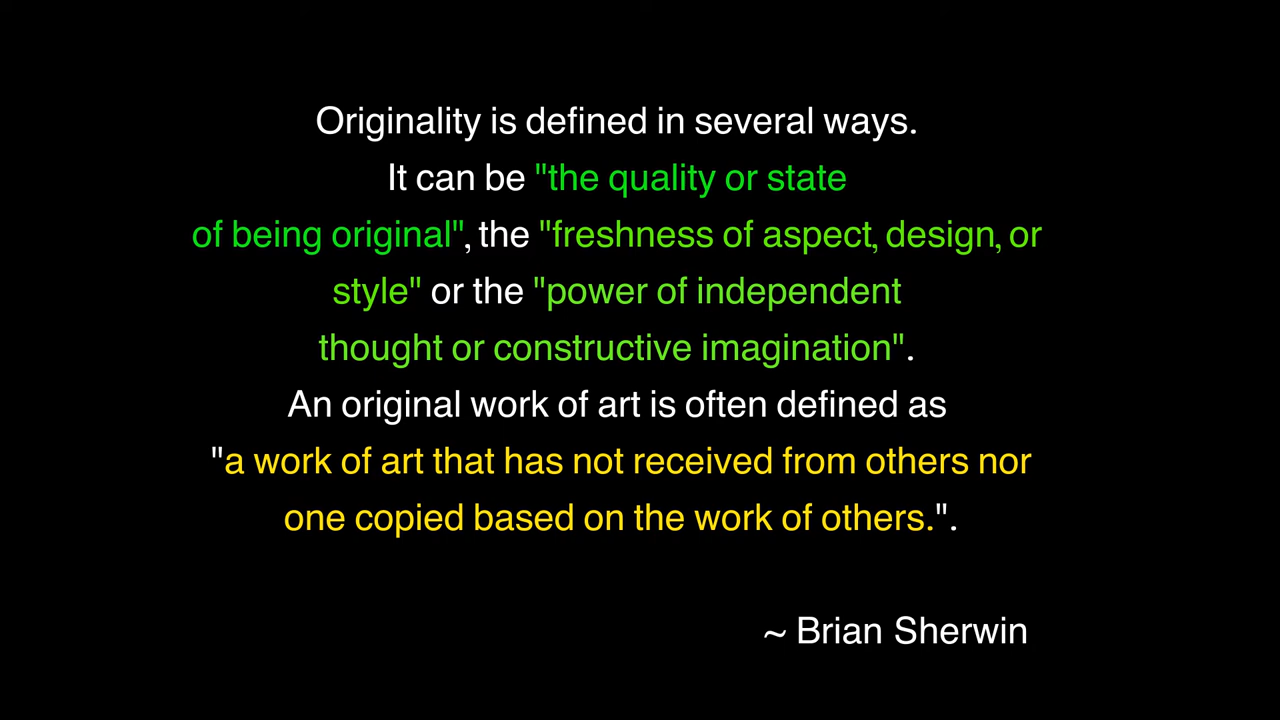 Originality is defined in several ways.
It can be "the quality or state
of being original", the "freshness of aspect, design, or
style" or the "power of independent
thought or constructive imagination".
An original work of art is often defined as
"a work of art that has not received from others nor
one copied based on the work of others.".
~ Brian Sherwin